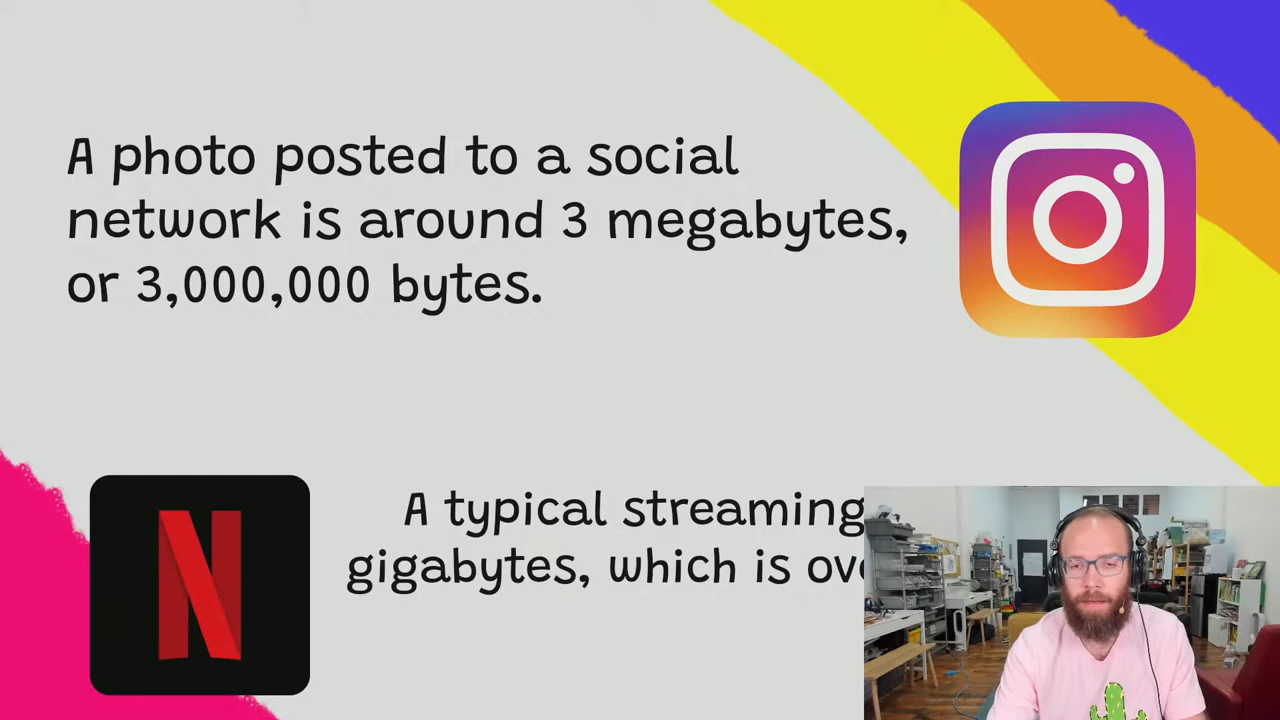 A photo posted to a social
network is around 3 megabytes,
or 3,000,000 bytes.
A typical streaming
gigabytes, which is
N